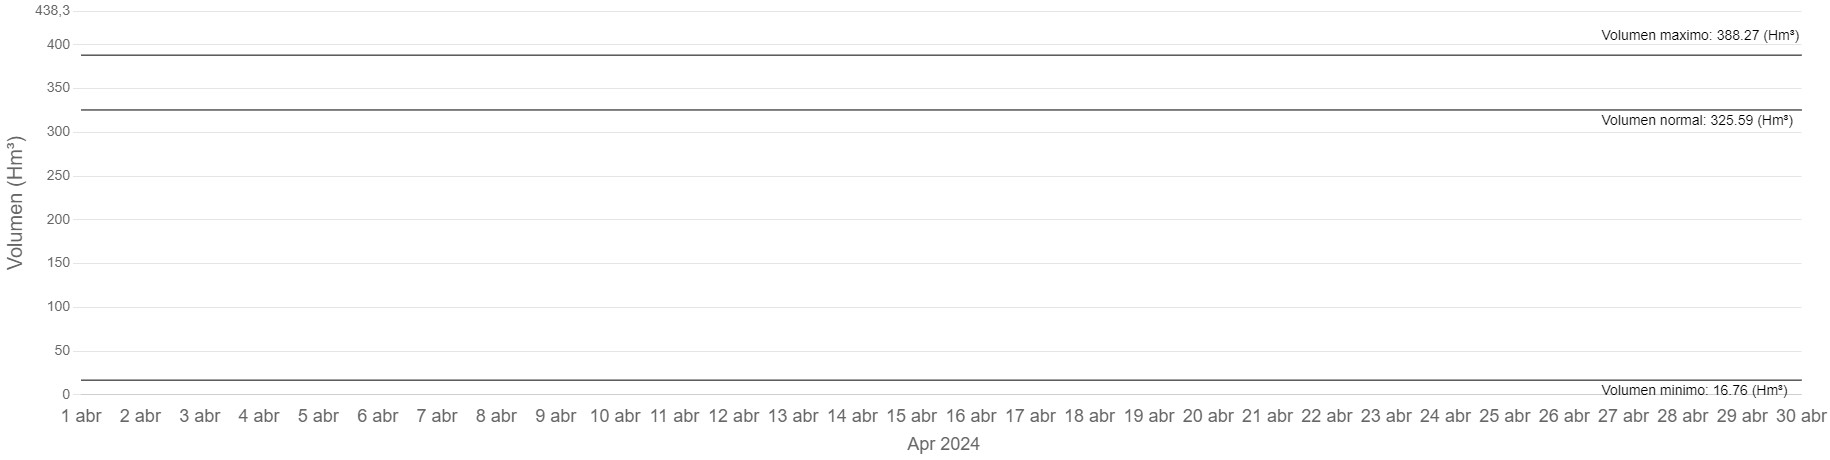 438,3
400
350
300
250
200
150
100
50
0
Volumen (Hm³)
Volumen maximo: 388.27 (Hm³)
Volumen normal: 325.59 (Hm³)
Volumen minimo: 16.76 (Hm³)
1 abr 2 abr 3 abr 4 abr 5 abr 6 abr 7 abr 8 abr 9 abr 10 abr 11 abr 12 abr 13 abr 14 abr 15 abr 16 abr 17 abr 18 abr 19 abr 20 abr 21 abr 22 abr 23 abr 24 abr 25 abr 26 abr 27 abr 28 abr 29 abr 30 abr
Apr 2024